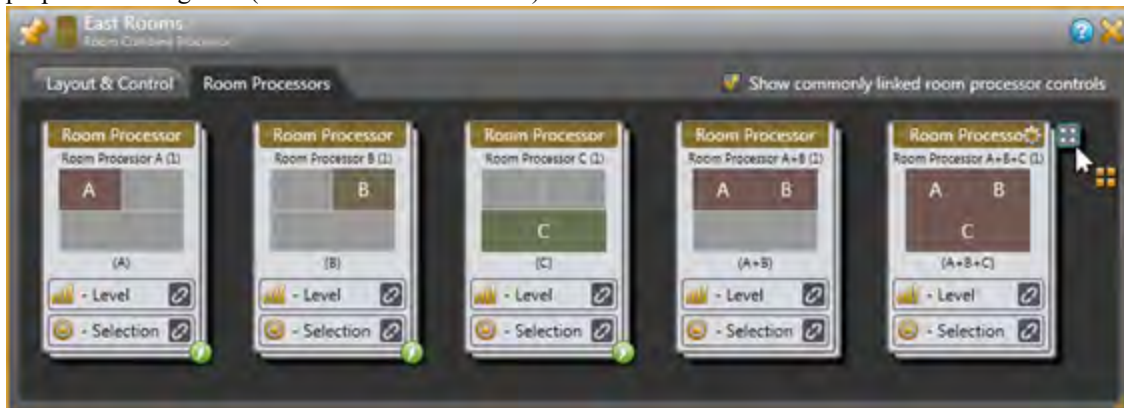 East Rooms
Room Combine Processor
Layout & Control
Room Processors
Show commonly linked room processor controls
Room Processor
Room Processor A (1)
A
(A)
- Level
- Selection
Room Processor
Room Processor B (1)
B
(B)
- Level
- Selection
Room Processor
Room Processor C (1)
C
(C)
- Level
- Selection
Room Processor
Room Processor A+B (1)
A B
(A+B)
- Level
- Selection
Room Processor
Room Processor A+B+C (1)
A B
C
(A+B+C)
- Level
- Selection